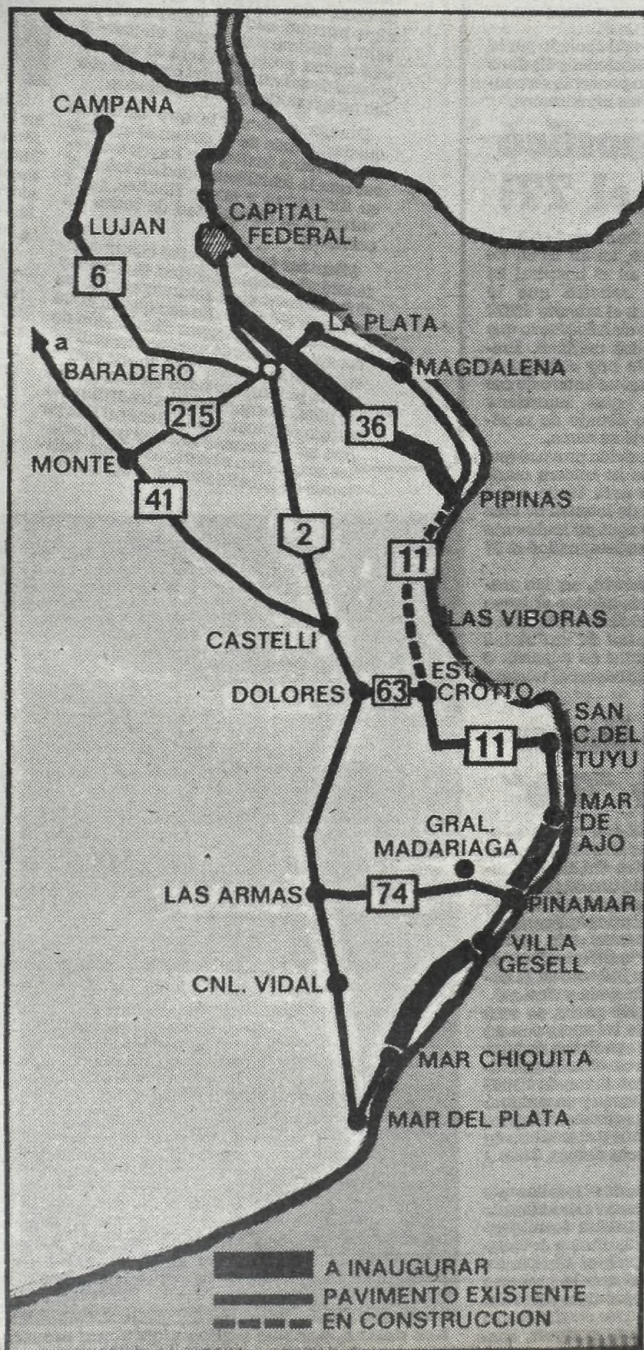 CAMPANA
LUJAN
CAPITAL
FEDERAL
6
a
BARADERO
LA PLATA
MAGDALENA
215
36
MONTE
41
PIPINAS
2
11
LAS VIBORAS
CASTELLI
EST.
CROTTO
DOLORES
63
SAN
C.DEL
TUYU
11
MAR
DE
AJO
GRAL.
MADARIAGA
LAS ARMAS
74
PINAMAR
VILLA
GESELL
CNL. VIDAL
MAR CHIQUITA
MAR DEL PLATA
A INAUGURAR
PAVIMENTO EXISTENTE
EN CONSTRUCCION